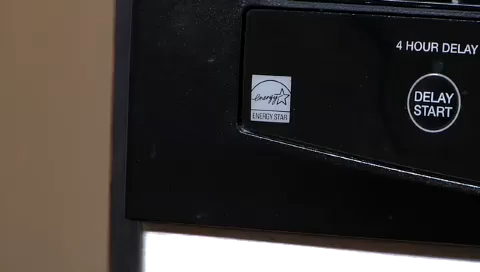 4 HOUR DELAY
DELAY
START
energy
ENERGY STAR